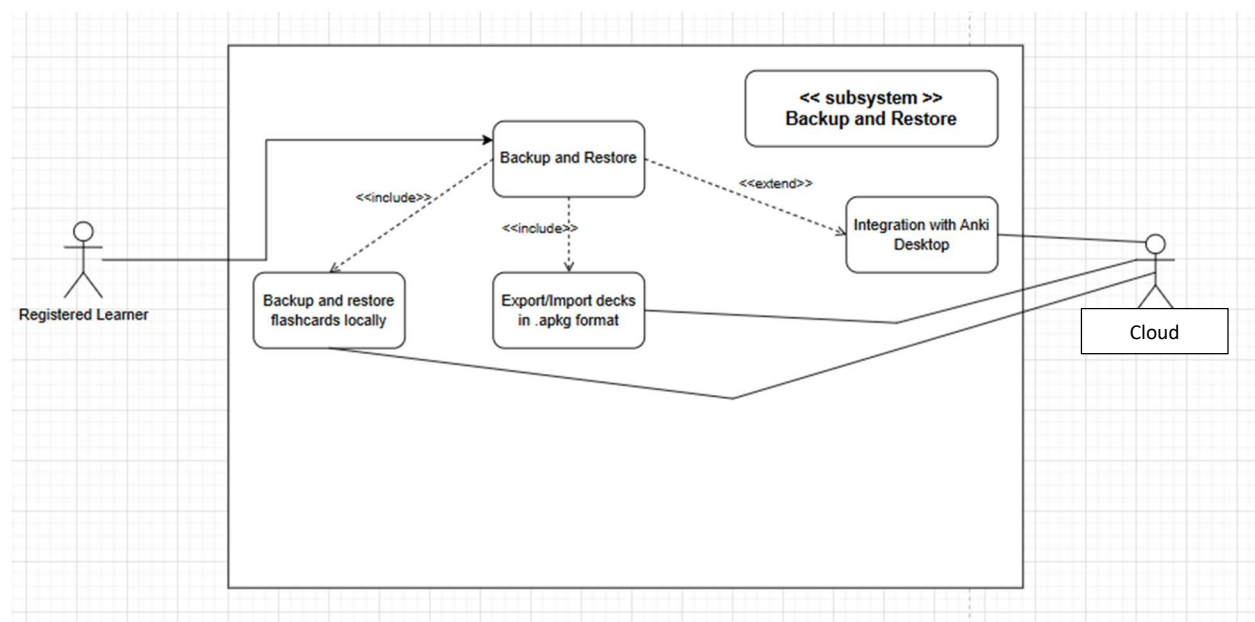 << subsystem >>
Backup and Restore
Backup and Restore
<<include>>
<<extend>>
<<include>>
Integration with Anki
Desktop
Registered Learner
Backup and restore
flashcards locally
Export/Import decks
in .apkg format
Cloud